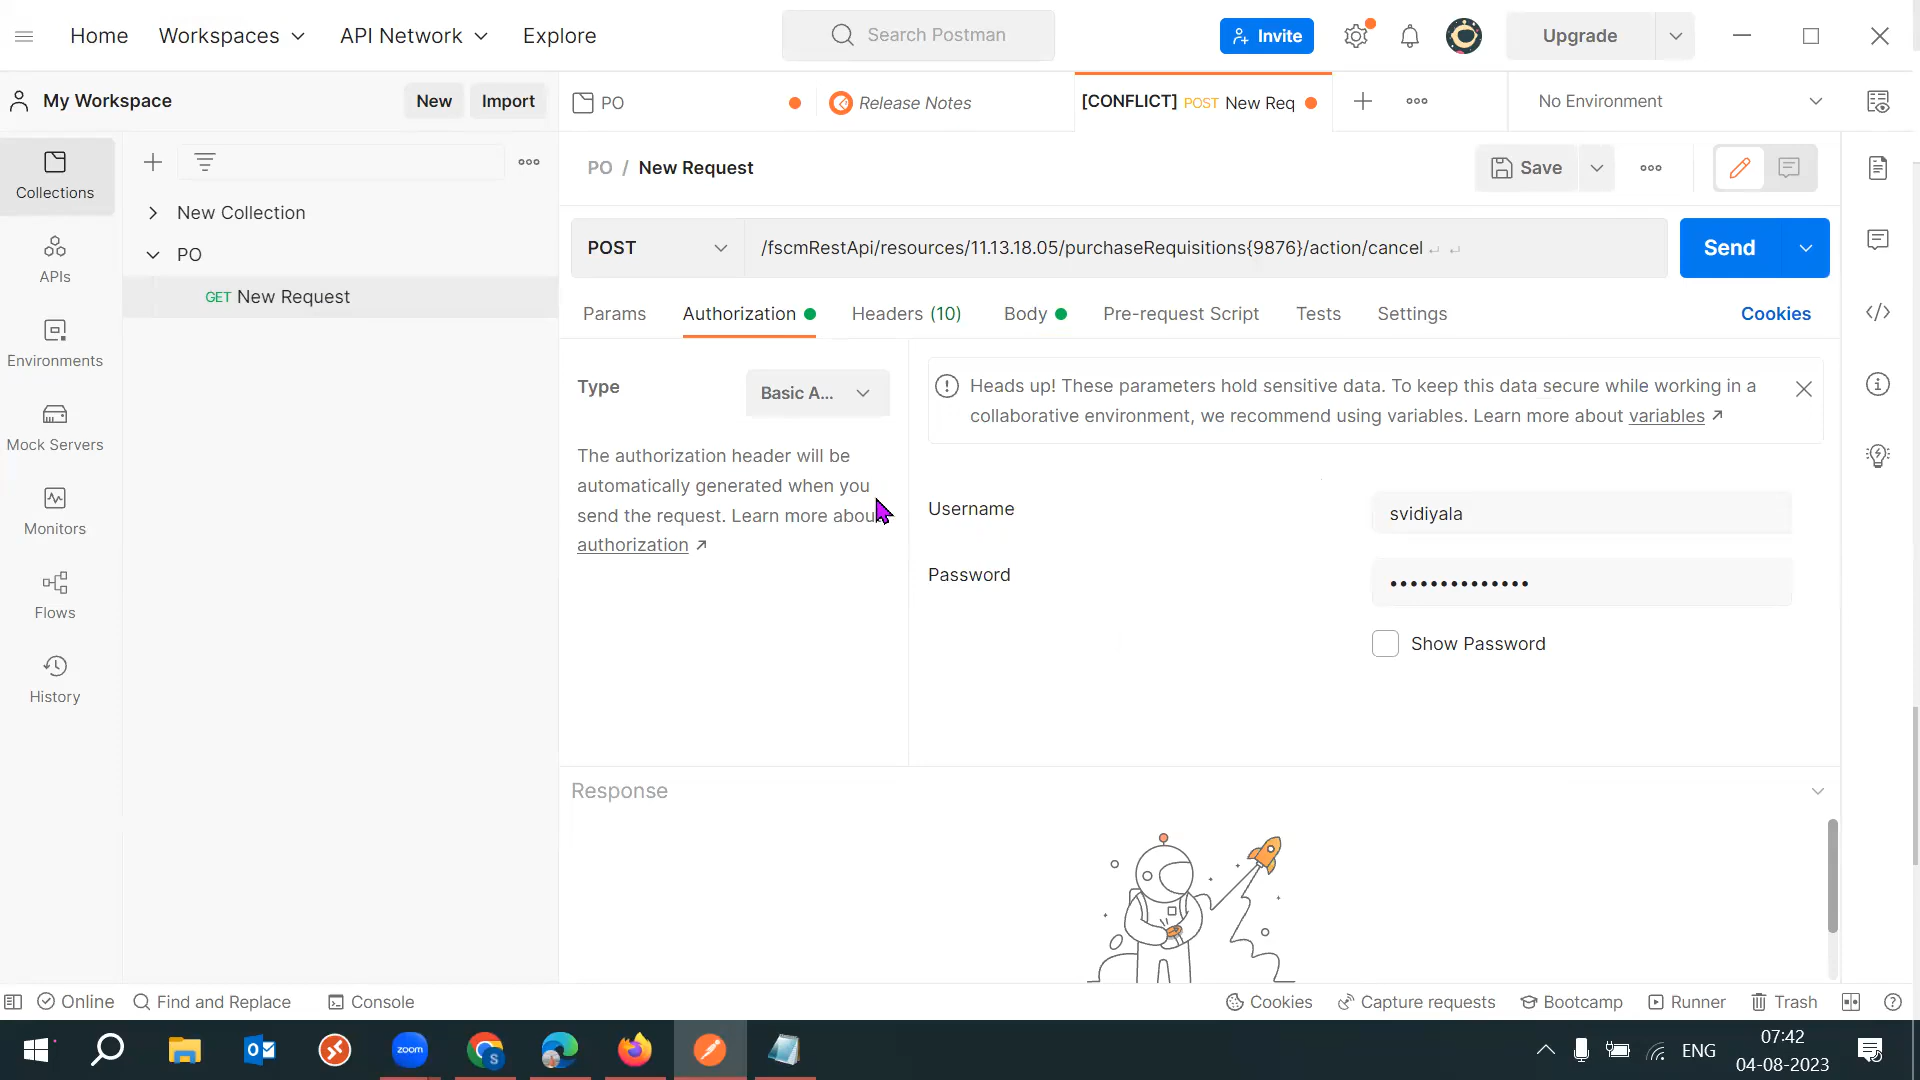 Home Workspaces API Network Explore Search Postman Invite Upgrade
My Workspace New Import PO Release Notes [CONFLICT] POST New Req No Environment
Collections
APIs
Environments
Mock Servers
Monitors
Flows
History
New Collection
PO
GET New Request
PO / New Request Save
POST /fscmRestApi/resources/11.13.18.05/purchaseRequisitions{9876}/action/cancel Send
Params Authorization Headers (10) Body Pre-request Script Tests Settings Cookies
Type Basic A...
The authorization header will be
automatically generated when you
send the request. Learn more abou
authorization
Heads up! These parameters hold sensitive data. To keep this data secure while working in a
collaborative environment, we recommend using variables. Learn more about variables
Username svidiyala
Password ••••••••••••••
Show Password
Response
Online Find and Replace Console Cookies Capture requests Bootcamp Runner Trash
zoom S ENG 07:42
04-08-2023